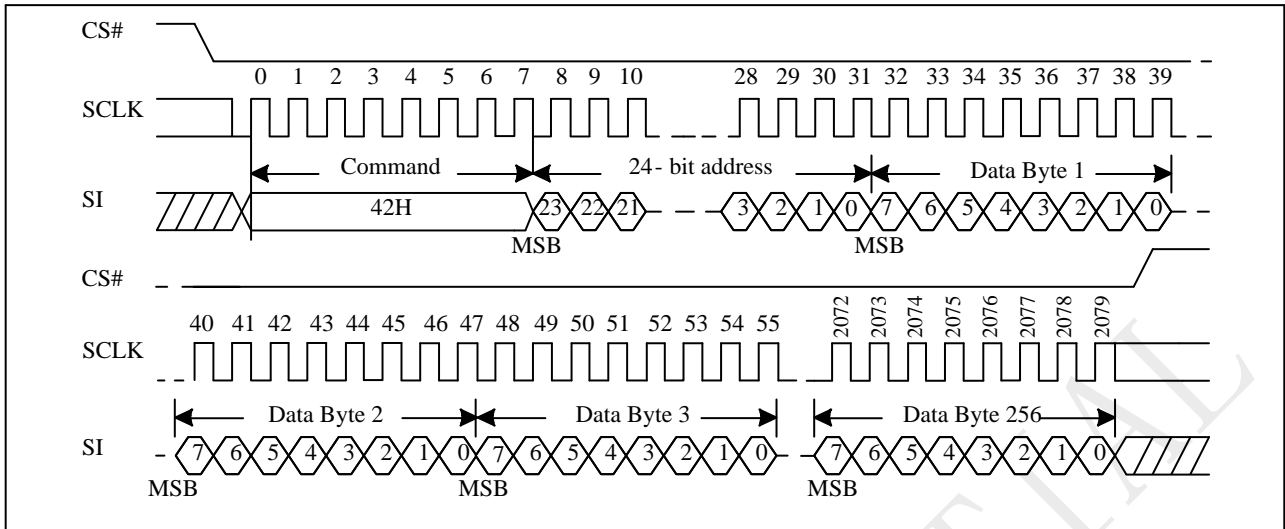 CS#
0 1 2 3 4 5 6 7 8 9 10 28 29 30 31 32 33 34 35 36 37 38 39
SCLK
Command 24- bit address Data Byte 1
SI 42H 23 22 21 3 2 1 0 7 6 5 4 3 2 1 0
MSB MSB
CS#
40 41 42 43 44 45 46 47 48 49 50 51 52 53 54 55 2072 2073 2074 2075 2076 2077 2078 2079
SCLK
Data Byte 2 Data Byte 3 Data Byte 256
SI 7 6 5 4 3 2 1 0 7 6 5 4 3 2 1 0 7 6 5 4 3 2 1 0
MSB MSB MSB
TIAL